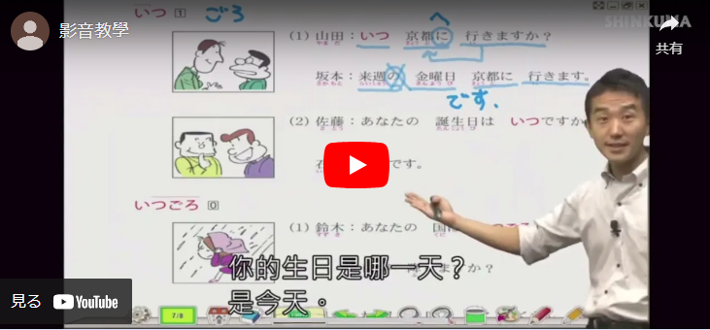 影音教學
共有
SHINKUMA
いつ 1 ごろ
(1) 山田：いつ 京都に 行きますか？
へ
坂本：来週の 金曜日 京都に 行きます。
です。
(2) 佐藤：あなたの 誕生日は いつですか
です。
いつごろ 0
(1) 鈴木：あなたの 国
か？
你的生日是哪一天？
是今天。
見る YouTube
7/8